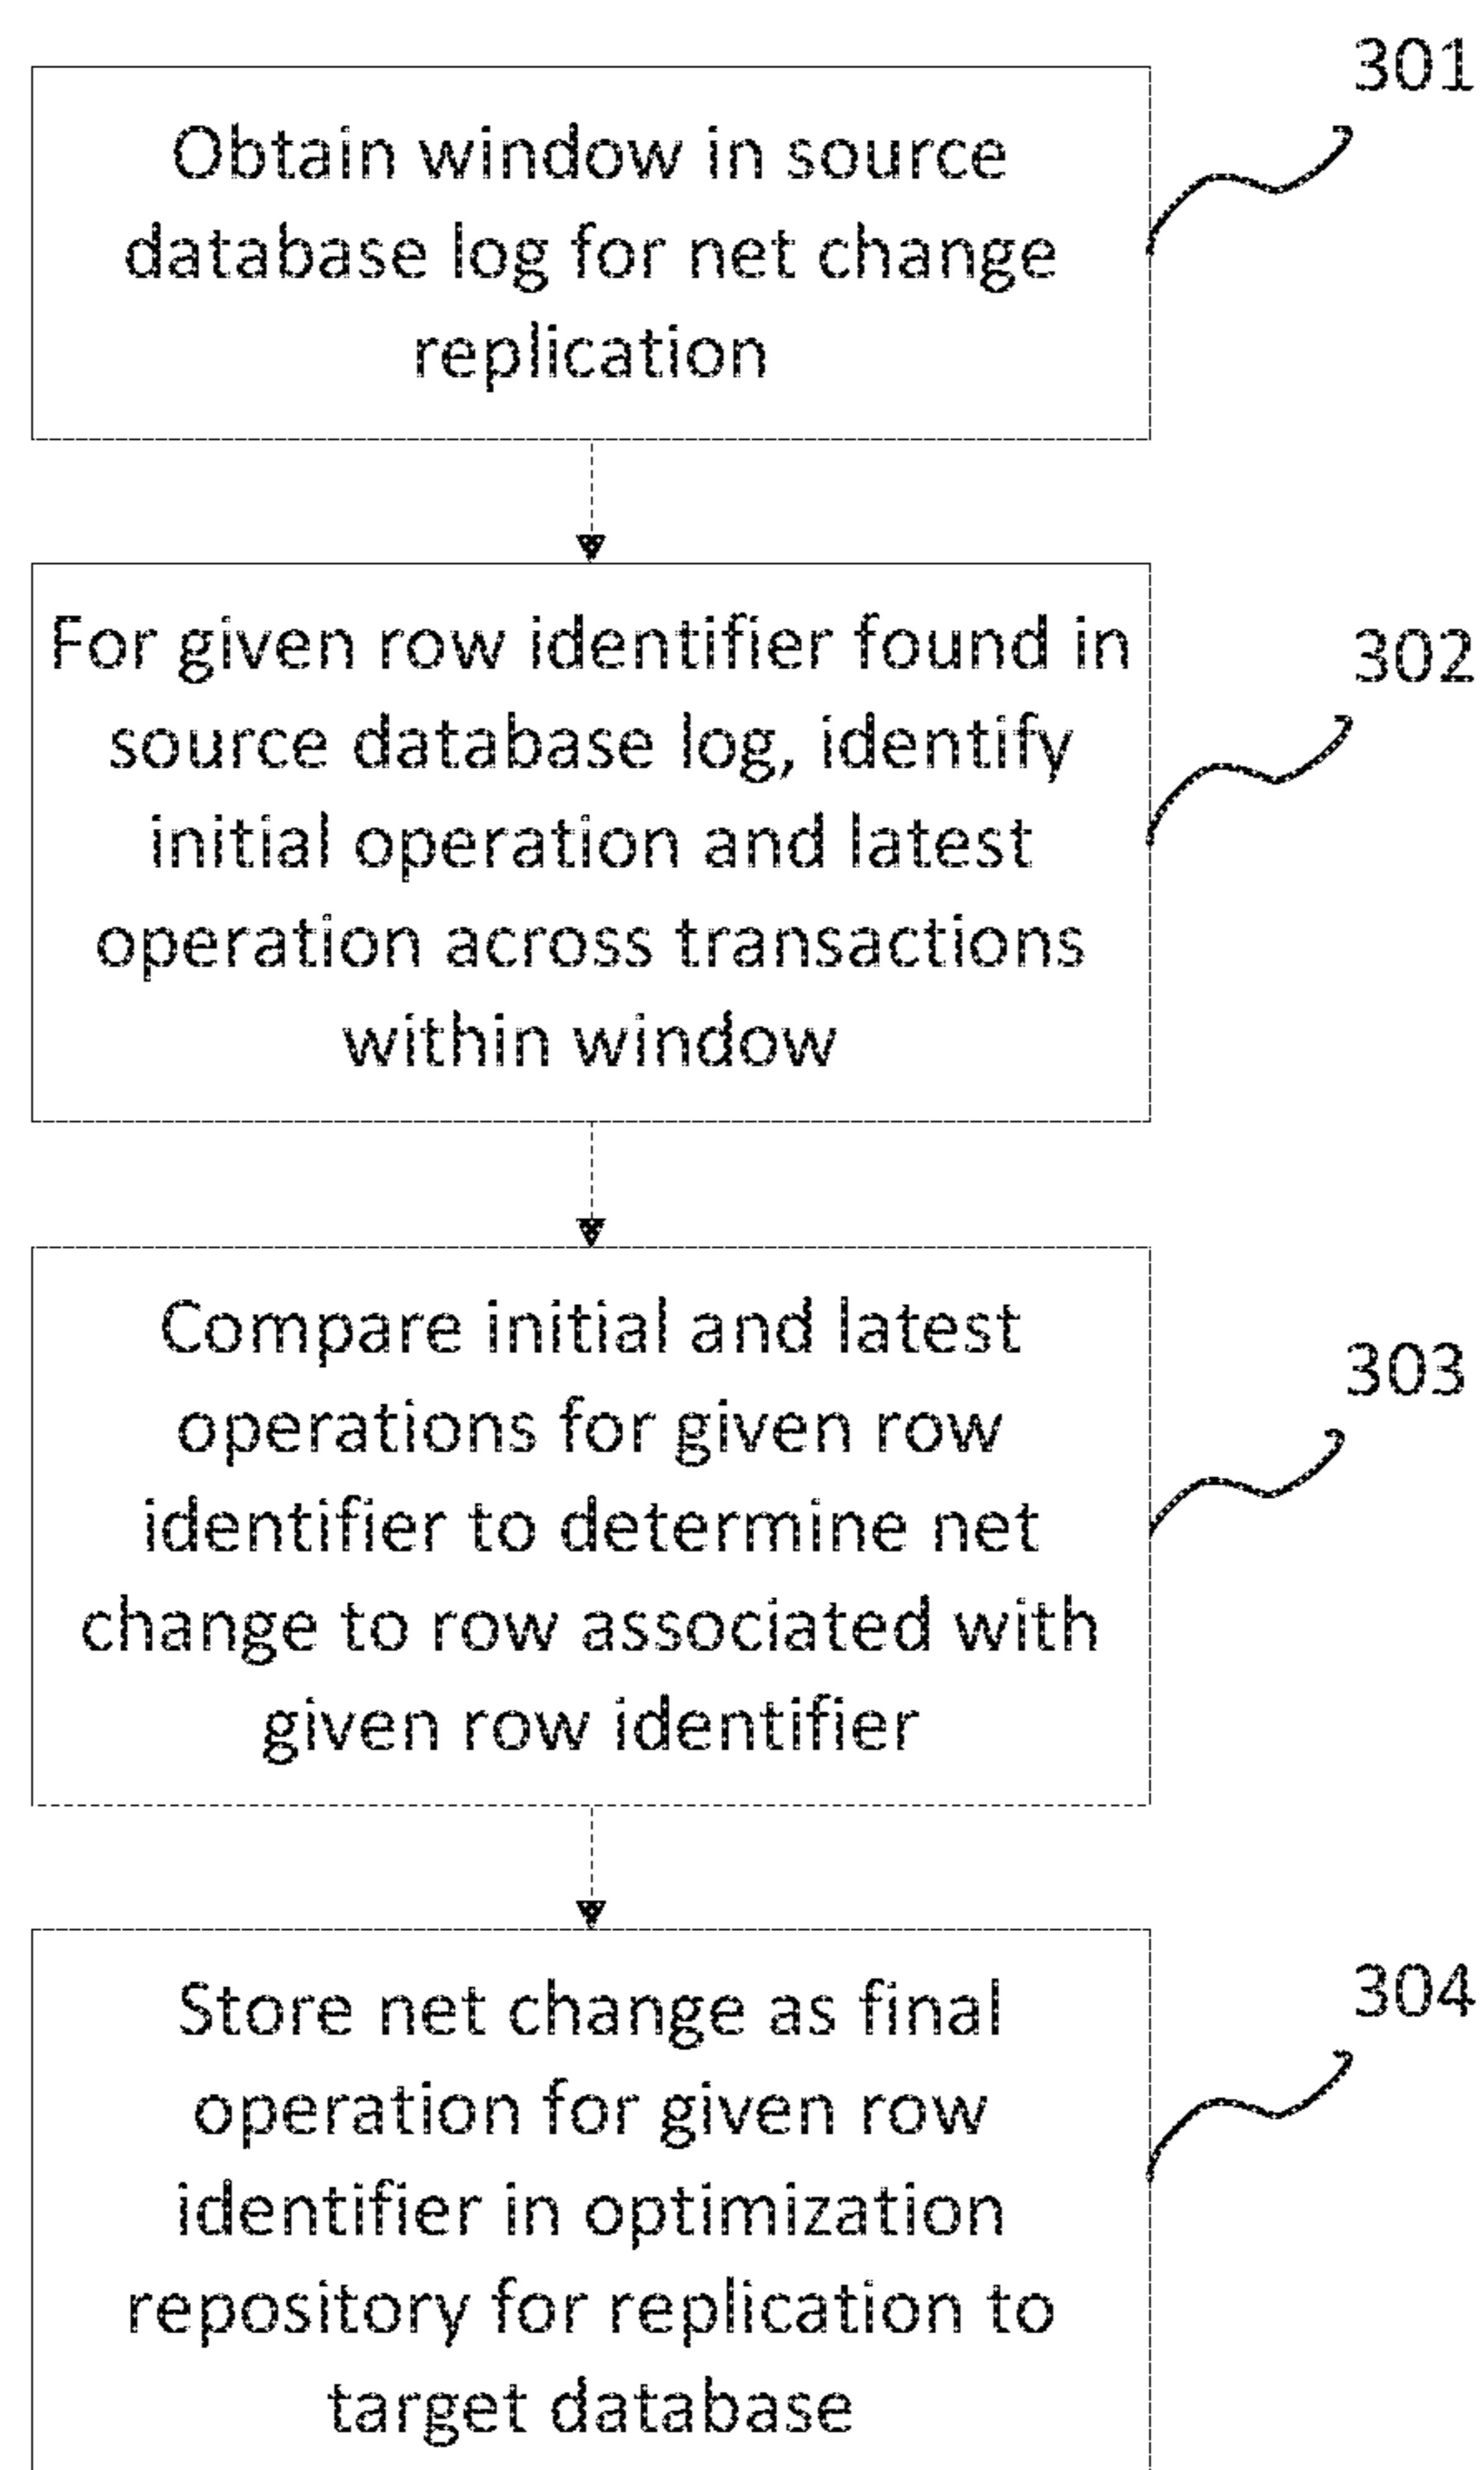 301
Obtain window in source
database log for net change
replication
302
For given row identifier found in
source database log, identify
initial operation and latest
operation across transactions
within window
303
Compare initial and latest
operations for given row
identifier to determine net
change to row associated with
given row identifier
304
Store net change as final
operation for given row
identifier in optimization
repository for replication to
target database